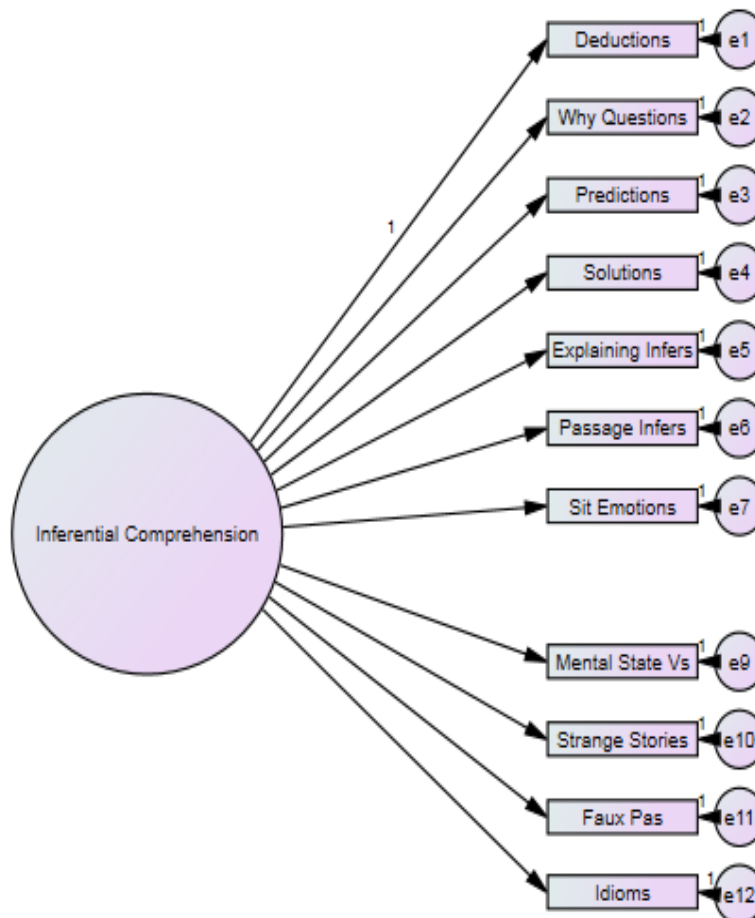 1
Deductions
e1
1
Why Questions
e2
1
Predictions
e3
1
1
Solutions
e4
1
Explaining Infers
e5
1
Passage Infers
e6
1
Sit Emotions
e7
Inferential Comprehension
1
Mental State Vs
e9
1
Strange Stories
e10
1
Faux Pas
e11
1
Idioms
e12